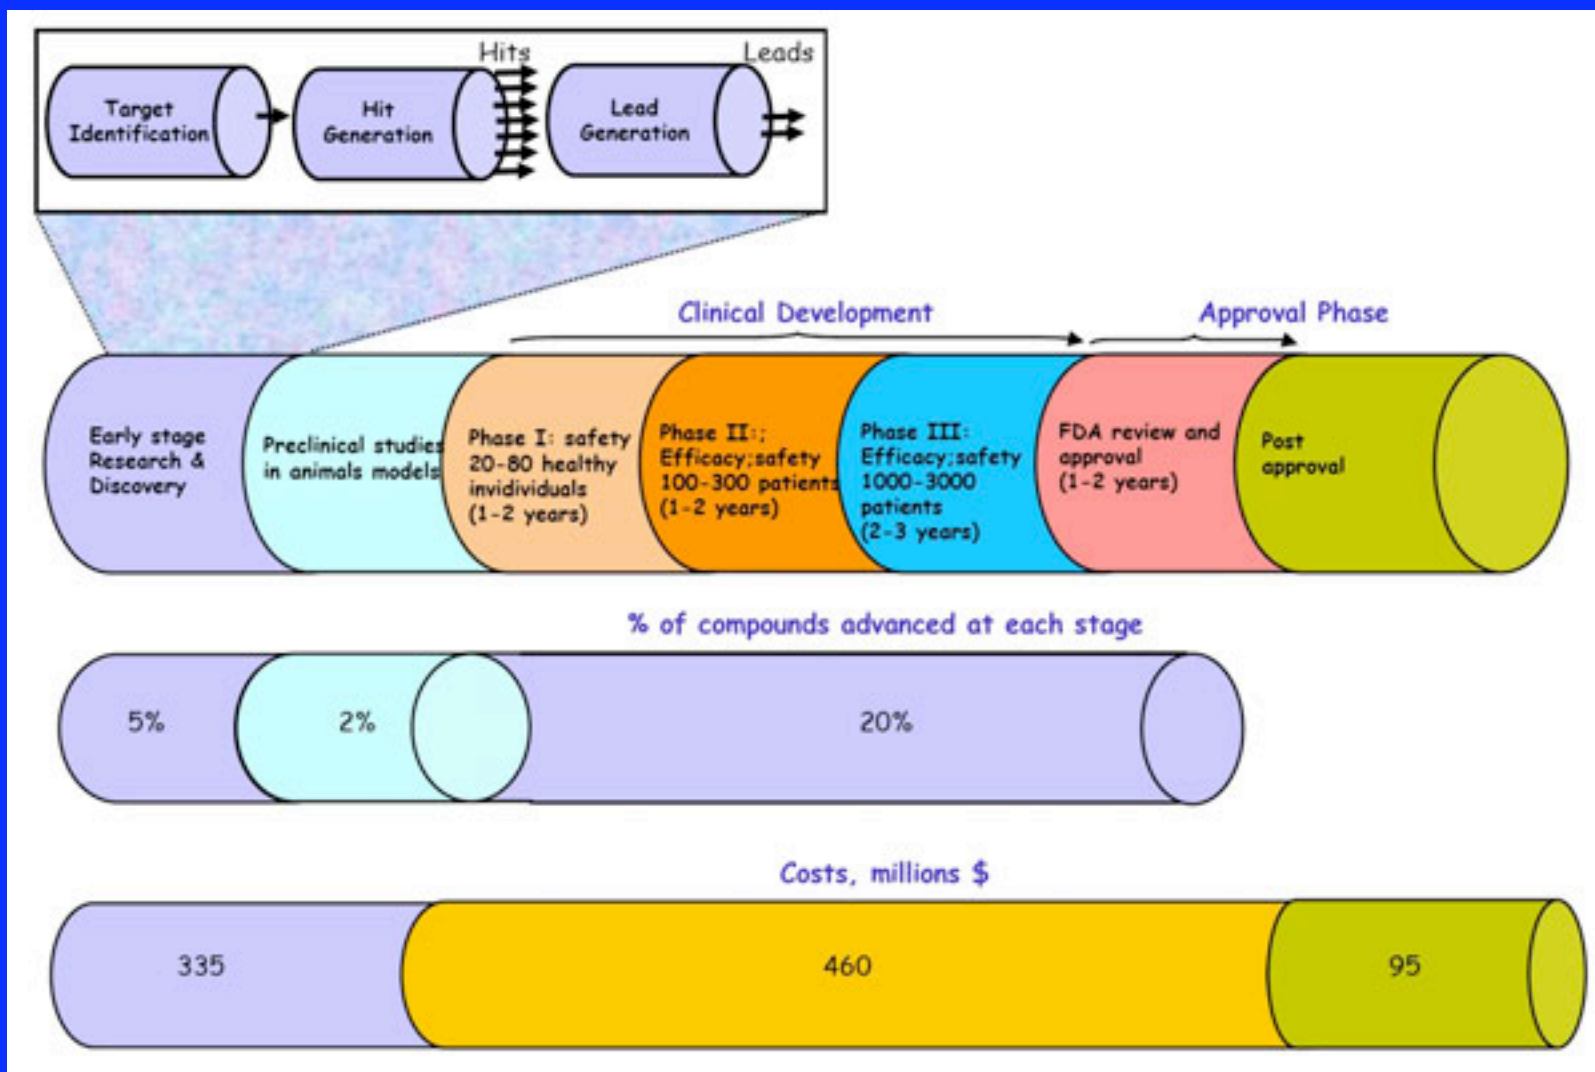 Hits
Leads
Target
Identification
Hit
Generation
Lead
Generation
Clinical Development
Approval Phase
Early stage
Research &
Discovery
Preclinical studies
in animals models
Phase I: safety
20-80 healthy
invidividuals
(1-2 years)
Phase II:;
Efficacy;safety
100-300 patients
(1-2 years)
Phase III:
Efficacy;safety
1000-3000
patients
(2-3 years)
FDA review and
approval
(1-2 years)
Post
approval
% of compounds advanced at each stage
5%
2%
20%
Costs, millions $
335
460
95